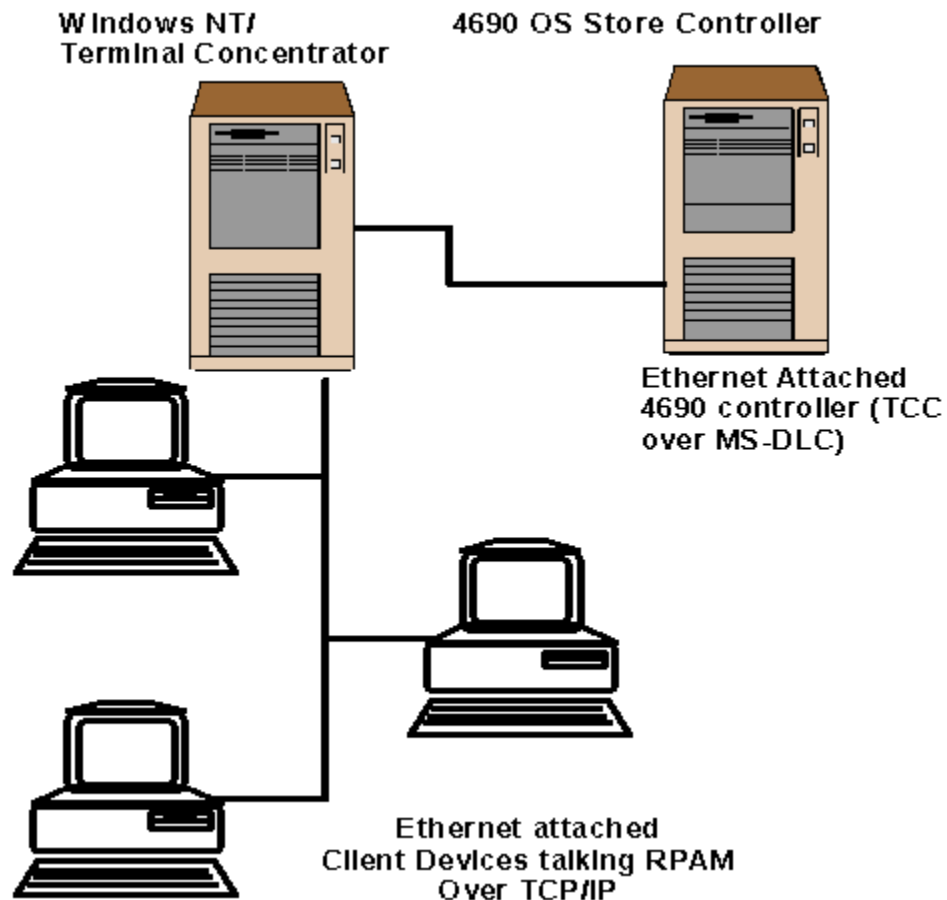 Windows NT/
Terminal Concentrator
4690 OS Store Controller
Ethernet Attached
4690 controller (TCC
over MS-DLC)
Ethernet attached
Client Devices talking RPAM
Over TCP/IP